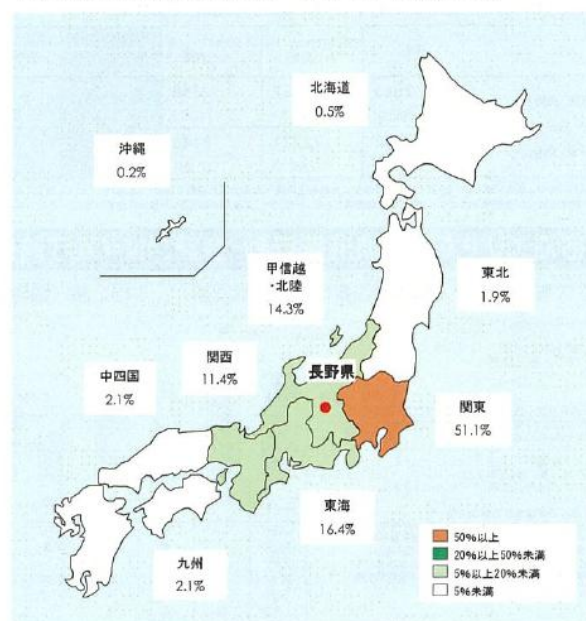 北海道
0.5%
沖縄
0.2%
甲信越
・北陸
14.3%
東北
1.9%
関西
11.4%
長野県
中四国
2.1%
関東
51.1%
東海
16.4%
九州
2.1%
50%以上
20%以上50%未満
5%以上20%未満
5%未満